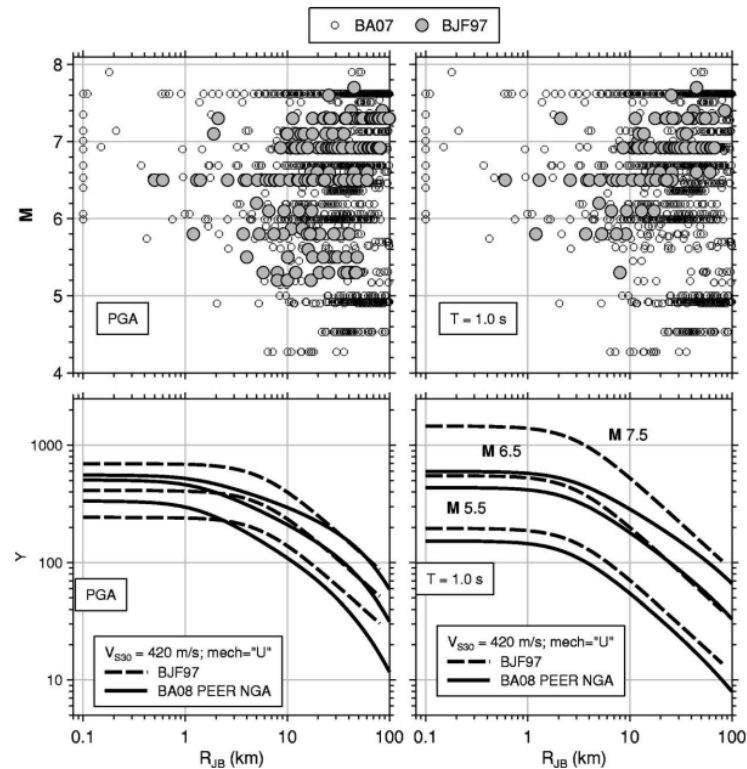 BA07 BJF97
8
7
6
5
4
M
PGA
T = 1.0 s
1000
100
10
Y
M 7.5
M 6.5
M 5.5
PGA
T = 1.0 s
V_S30 = 420 m/s; mech="U"
BJF97
BA08 PEER NGA
V_S30 = 420 m/s; mech="U"
BJF97
BA08 PEER NGA
0.1 1 10 100 0.1 1 10 100
R_JB (km) R_JB (km)